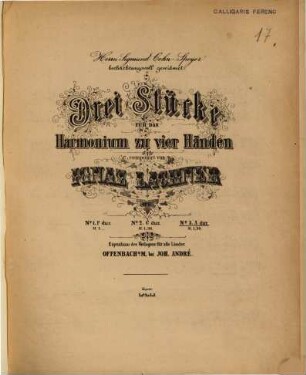 CALLIGARIS FERENC
17.
Herrn Sigmund Cohn-Speyer
hochachtungsvoll gewidmet
Drei Stücke
FÜR DAS
Harmonium zu vier Händen
COMPONIRT VON
IGNAZ LACHNER
No 1. F dur. No 2. C dur. No 3. A dur.
Eigenthum des Verlegers für alle Länder.
OFFENBACH a/M. bei JOH. ANDRÉ.